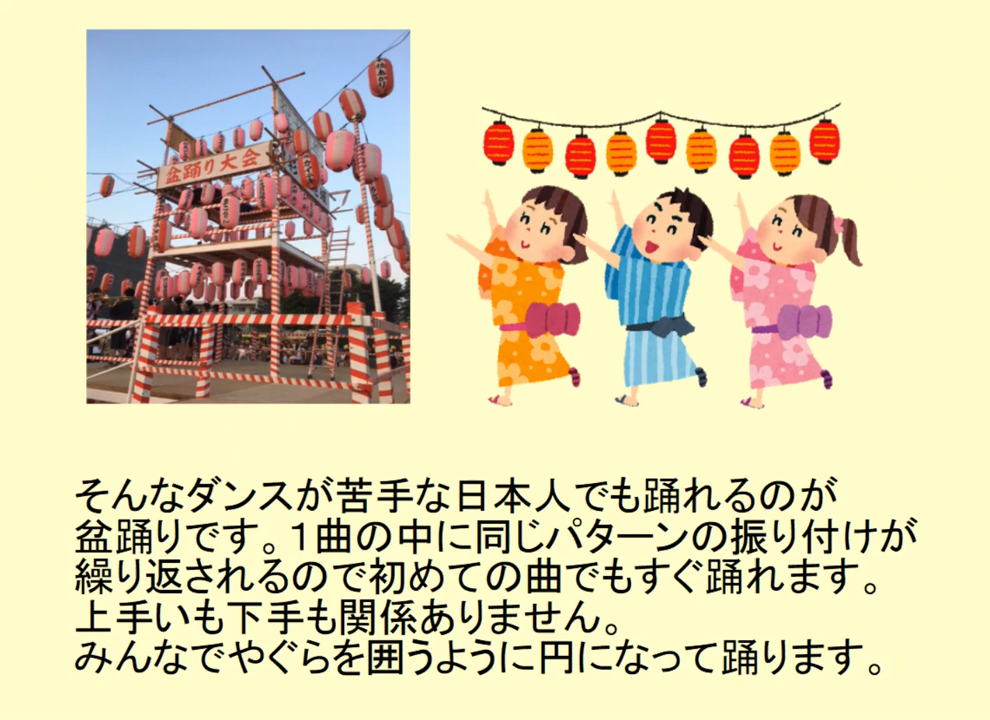 盆踊り大会
そんなダンスが苦手な日本人でも踊れるのが
盆踊りです。１曲の中に同じパターンの振り付けが
繰り返されるので初めての曲でもすぐ踊れます。
上手いも下手も関係ありません。
みんなでやぐらを囲うように円になって踊ります。